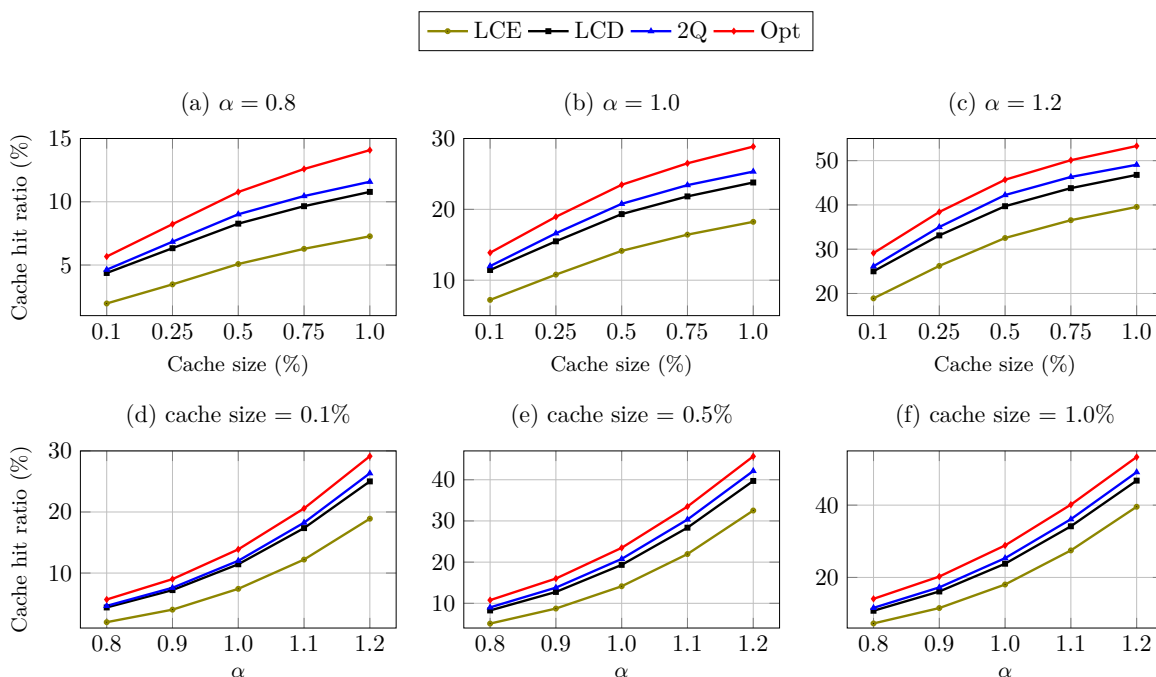 LCE LCD 2Q Opt
(a) α = 0.8
(b) α = 1.0
(c) α = 1.2
Cache hit ratio (%)
15
10
5
0.1 0.25 0.5 0.75 1.0
Cache size (%)
30
20
10
0.1 0.25 0.5 0.75 1.0
Cache size (%)
50
40
30
20
0.1 0.25 0.5 0.75 1.0
Cache size (%)
(d) cache size = 0.1%
(e) cache size = 0.5%
(f) cache size = 1.0%
Cache hit ratio (%)
30
20
10
0.8 0.9 1.0 1.1 1.2
α
40
30
20
10
0.8 0.9 1.0 1.1 1.2
α
40
20
0.8 0.9 1.0 1.1 1.2
α